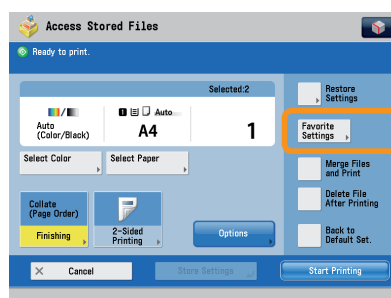 Access Stored Files
Ready to print.
Selected:2
Auto
(Color/Black)
Auto
A4
1
Select Color
Select Paper
Collate
(Page Order)
Finishing
2-Sided
Printing
Options
Restore
Settings
Favorite
Settings
Merge Files
and Print
Delete File
After Printing
Back to
Default Set.
Cancel
Store Settings
Start Printing